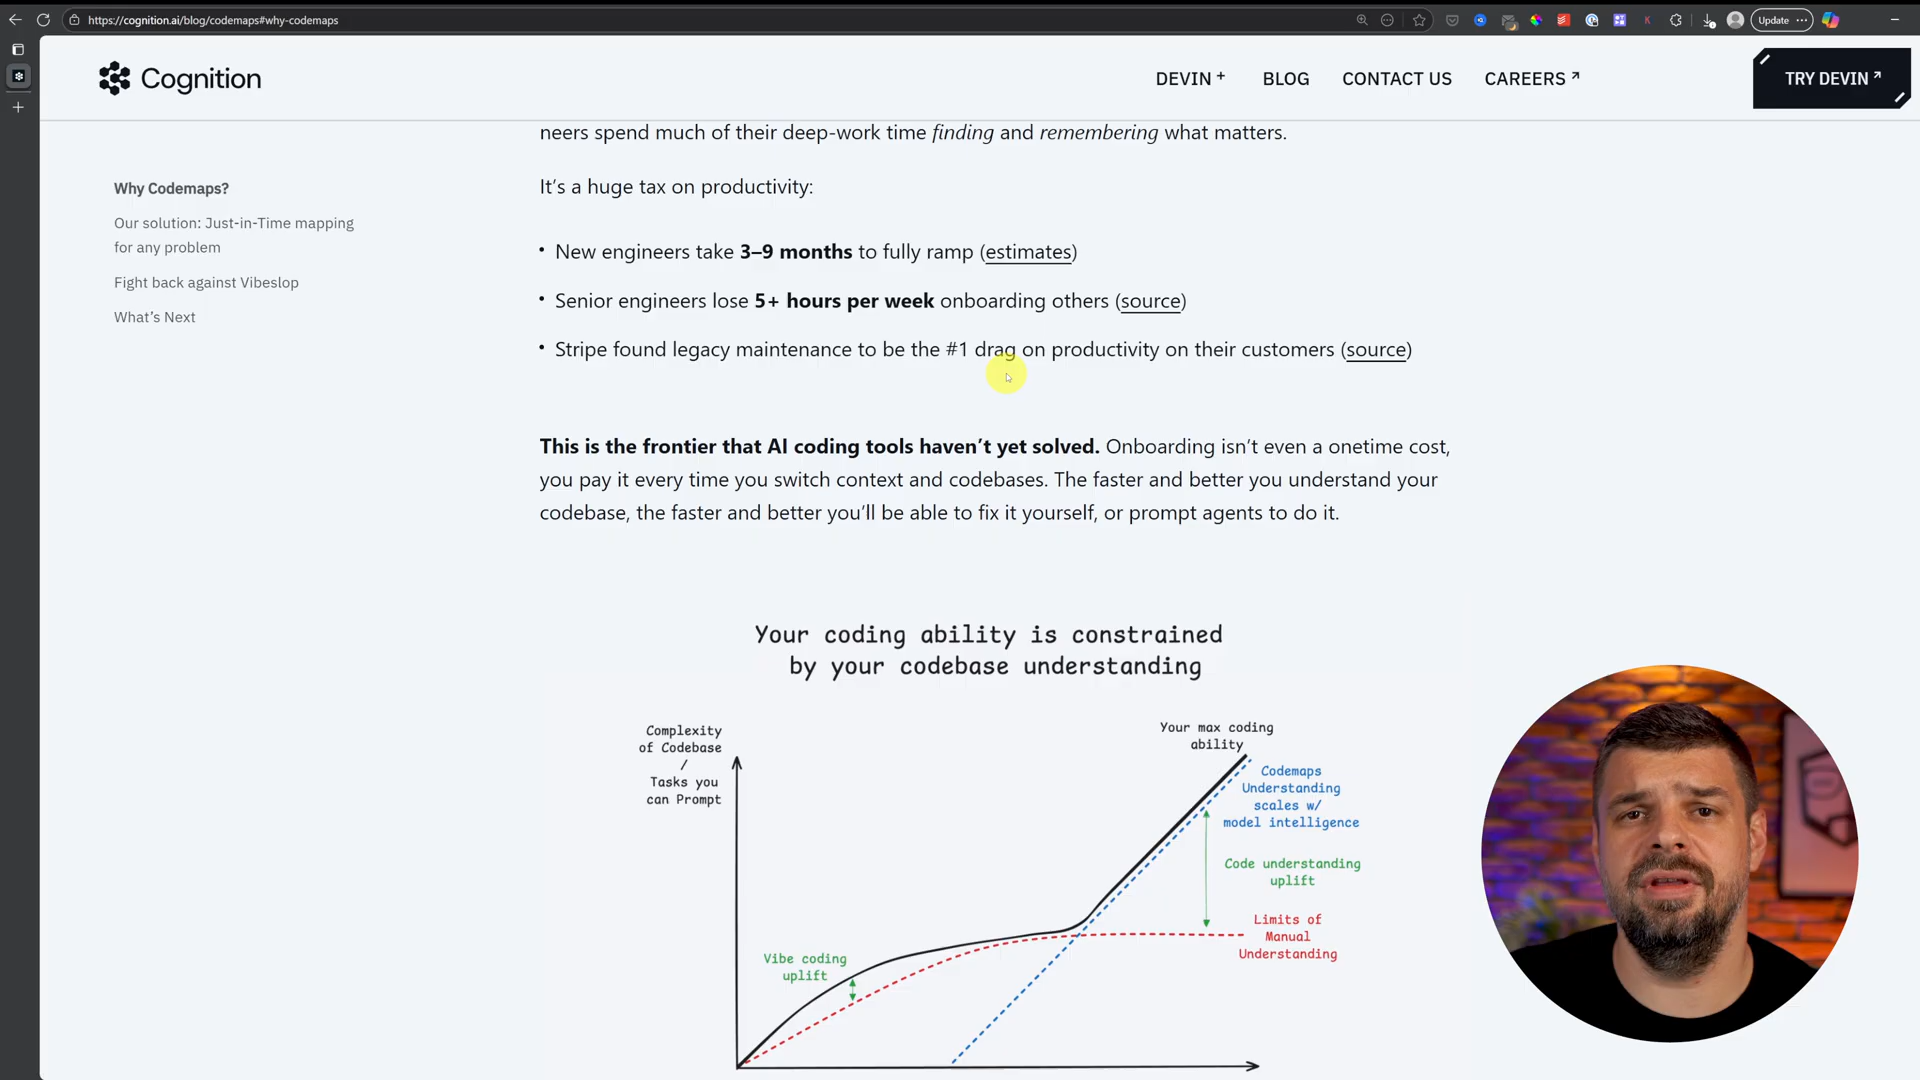 https://cognition.ai/blog/codemaps#why-codemaps
Update
Cognition
DEVIN +
BLOG
CONTACT US
CAREERS
TRY DEVIN
neers spend much of their deep-work time finding and remembering what matters.
Why Codemaps?
Our solution: Just-in-Time mapping
for any problem
Fight back against Vibeslop
What's Next
It's a huge tax on productivity:
• New engineers take 3–9 months to fully ramp (estimates)
• Senior engineers lose 5+ hours per week onboarding others (source)
• Stripe found legacy maintenance to be the #1 drag on productivity on their customers (source)
This is the frontier that AI coding tools haven't yet solved. Onboarding isn't even a onetime cost,
you pay it every time you switch context and codebases. The faster and better you understand your
codebase, the faster and better you'll be able to fix it yourself, or prompt agents to do it.
Your coding ability is constrained
by your codebase understanding
Complexity
of Codebase
/
Tasks you
can Prompt
Your max coding
ability
Codemaps
Understanding
scales w/
model intelligence
Code understanding
uplift
Limits of
Manual
Understanding
Vibe coding
uplift